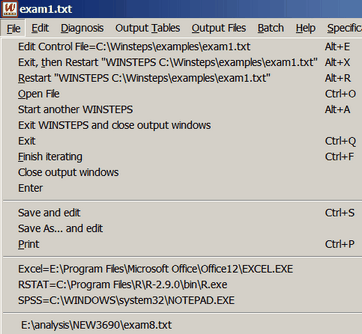 exam1.txt
File Edit Diagnosis Output Tables Output Files Batch Help Specific
Edit Control File=C:\Winsteps\examples\exam1.txt Alt+E
Exit, then Restart "WINSTEPS C:\Winsteps\examples\exam1.txt" Alt+X
Restart "WINSTEPS C:\Winsteps\examples\exam1.txt" Alt+R
Open File Ctrl+O
Start another WINSTEPS Alt+A
Exit WINSTEPS and close output windows
Exit Ctrl+Q
Finish iterating Ctrl+F
Close output windows
Enter
Save and edit Ctrl+S
Save As... and edit
Print Ctrl+P
Excel=E:\Program Files\Microsoft Office\Office12\EXCEL.EXE
RSTAT=C:\Program Files\R\R-2.9.0\bin\R.exe
SPSS=C:\WINDOWS\system32\NOTEPAD.EXE
E:\analysis\NEW3690\exam8.txt